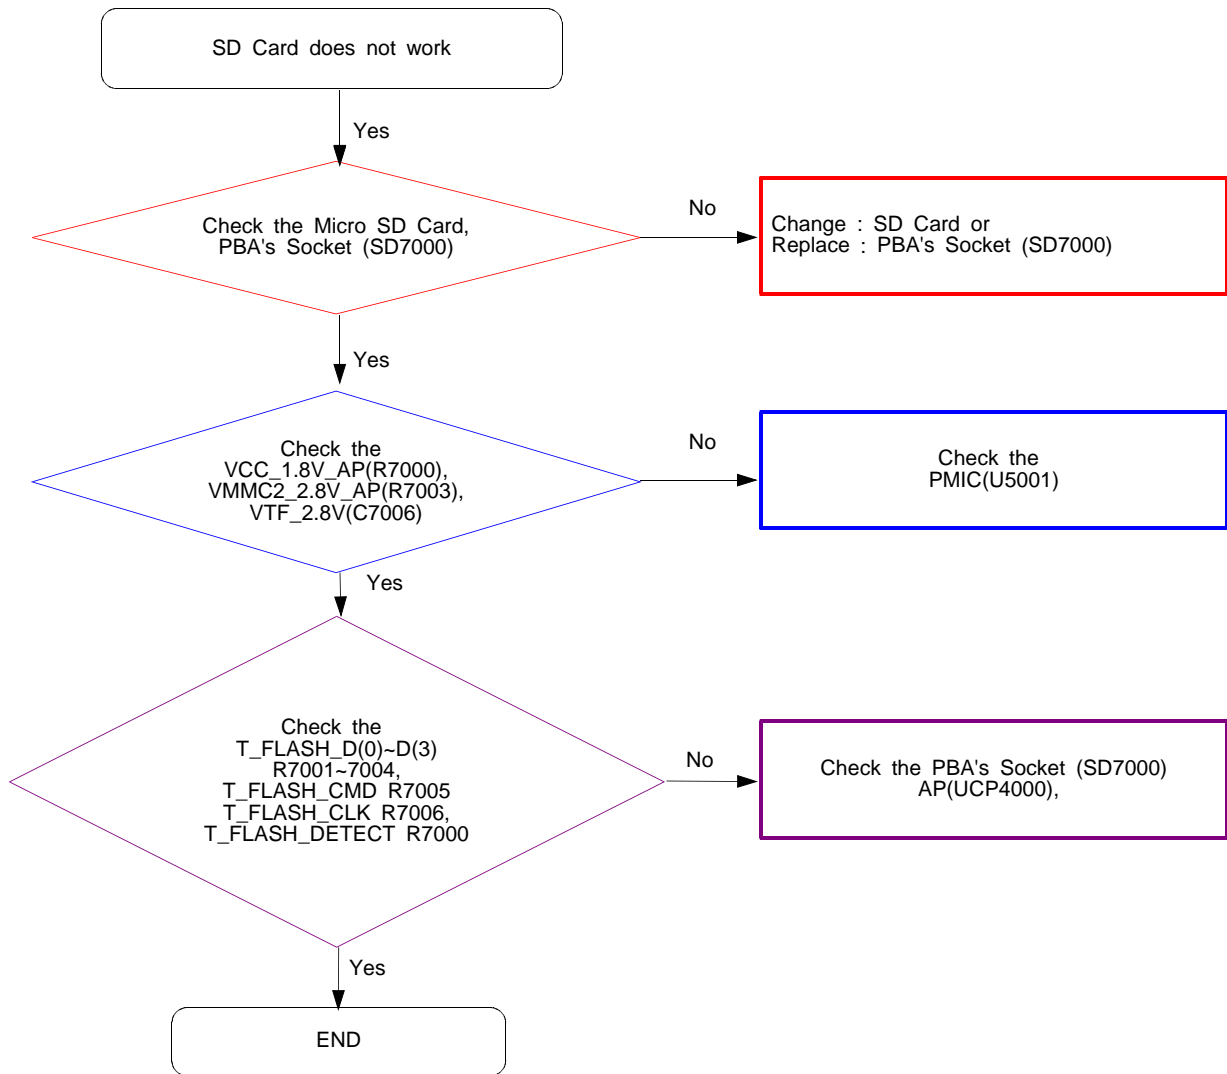 SD Card does not work
Yes
Check the Micro SD Card,
PBA's Socket (SD7000)
No
Change : SD Card or
Replace : PBA's Socket (SD7000)
Yes
Check the
VCC_1.8V_AP(R7000),
VMMC2_2.8V_AP(R7003),
VTF_2.8V(C7006)
No
Check the
PMIC(U5001)
Yes
Check the
T_FLASH_D(0)~D(3)
R7001~7004,
T_FLASH_CMD R7005
T_FLASH_CLK R7006,
T_FLASH_DETECT R7000
No
Check the PBA's Socket (SD7000)
AP(UCP4000),
Yes
END